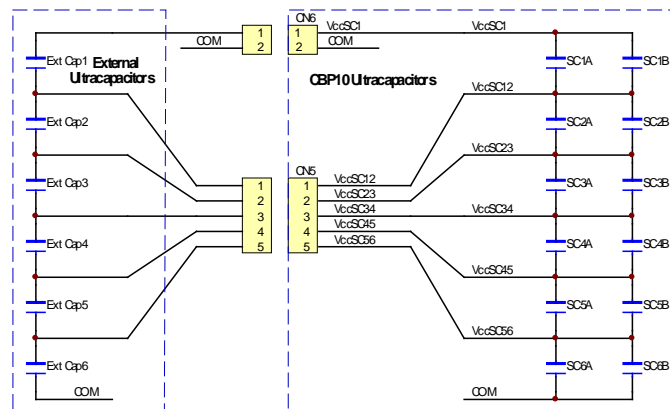 External
Ultracapacitors
Ext Cap1
Ext Cap2
Ext Cap3
Ext Cap4
Ext Cap5
Ext Cap6
COM
COM
1
2
1
2
3
4
5
CN6
1
2
VccSC1
COM
CBP10 Ultracapacitors
CN5
1
2
3
4
5
VccSC12
VccSC23
VccSC34
VccSC45
VccSC56
VccSC1
VccSC12
VccSC23
VccSC34
VccSC45
VccSC56
COM
SC1A
SC1B
SC2A
SC2B
SC3A
SC3B
SC4A
SC4B
SC5A
SC5B
SC6A
SC6B